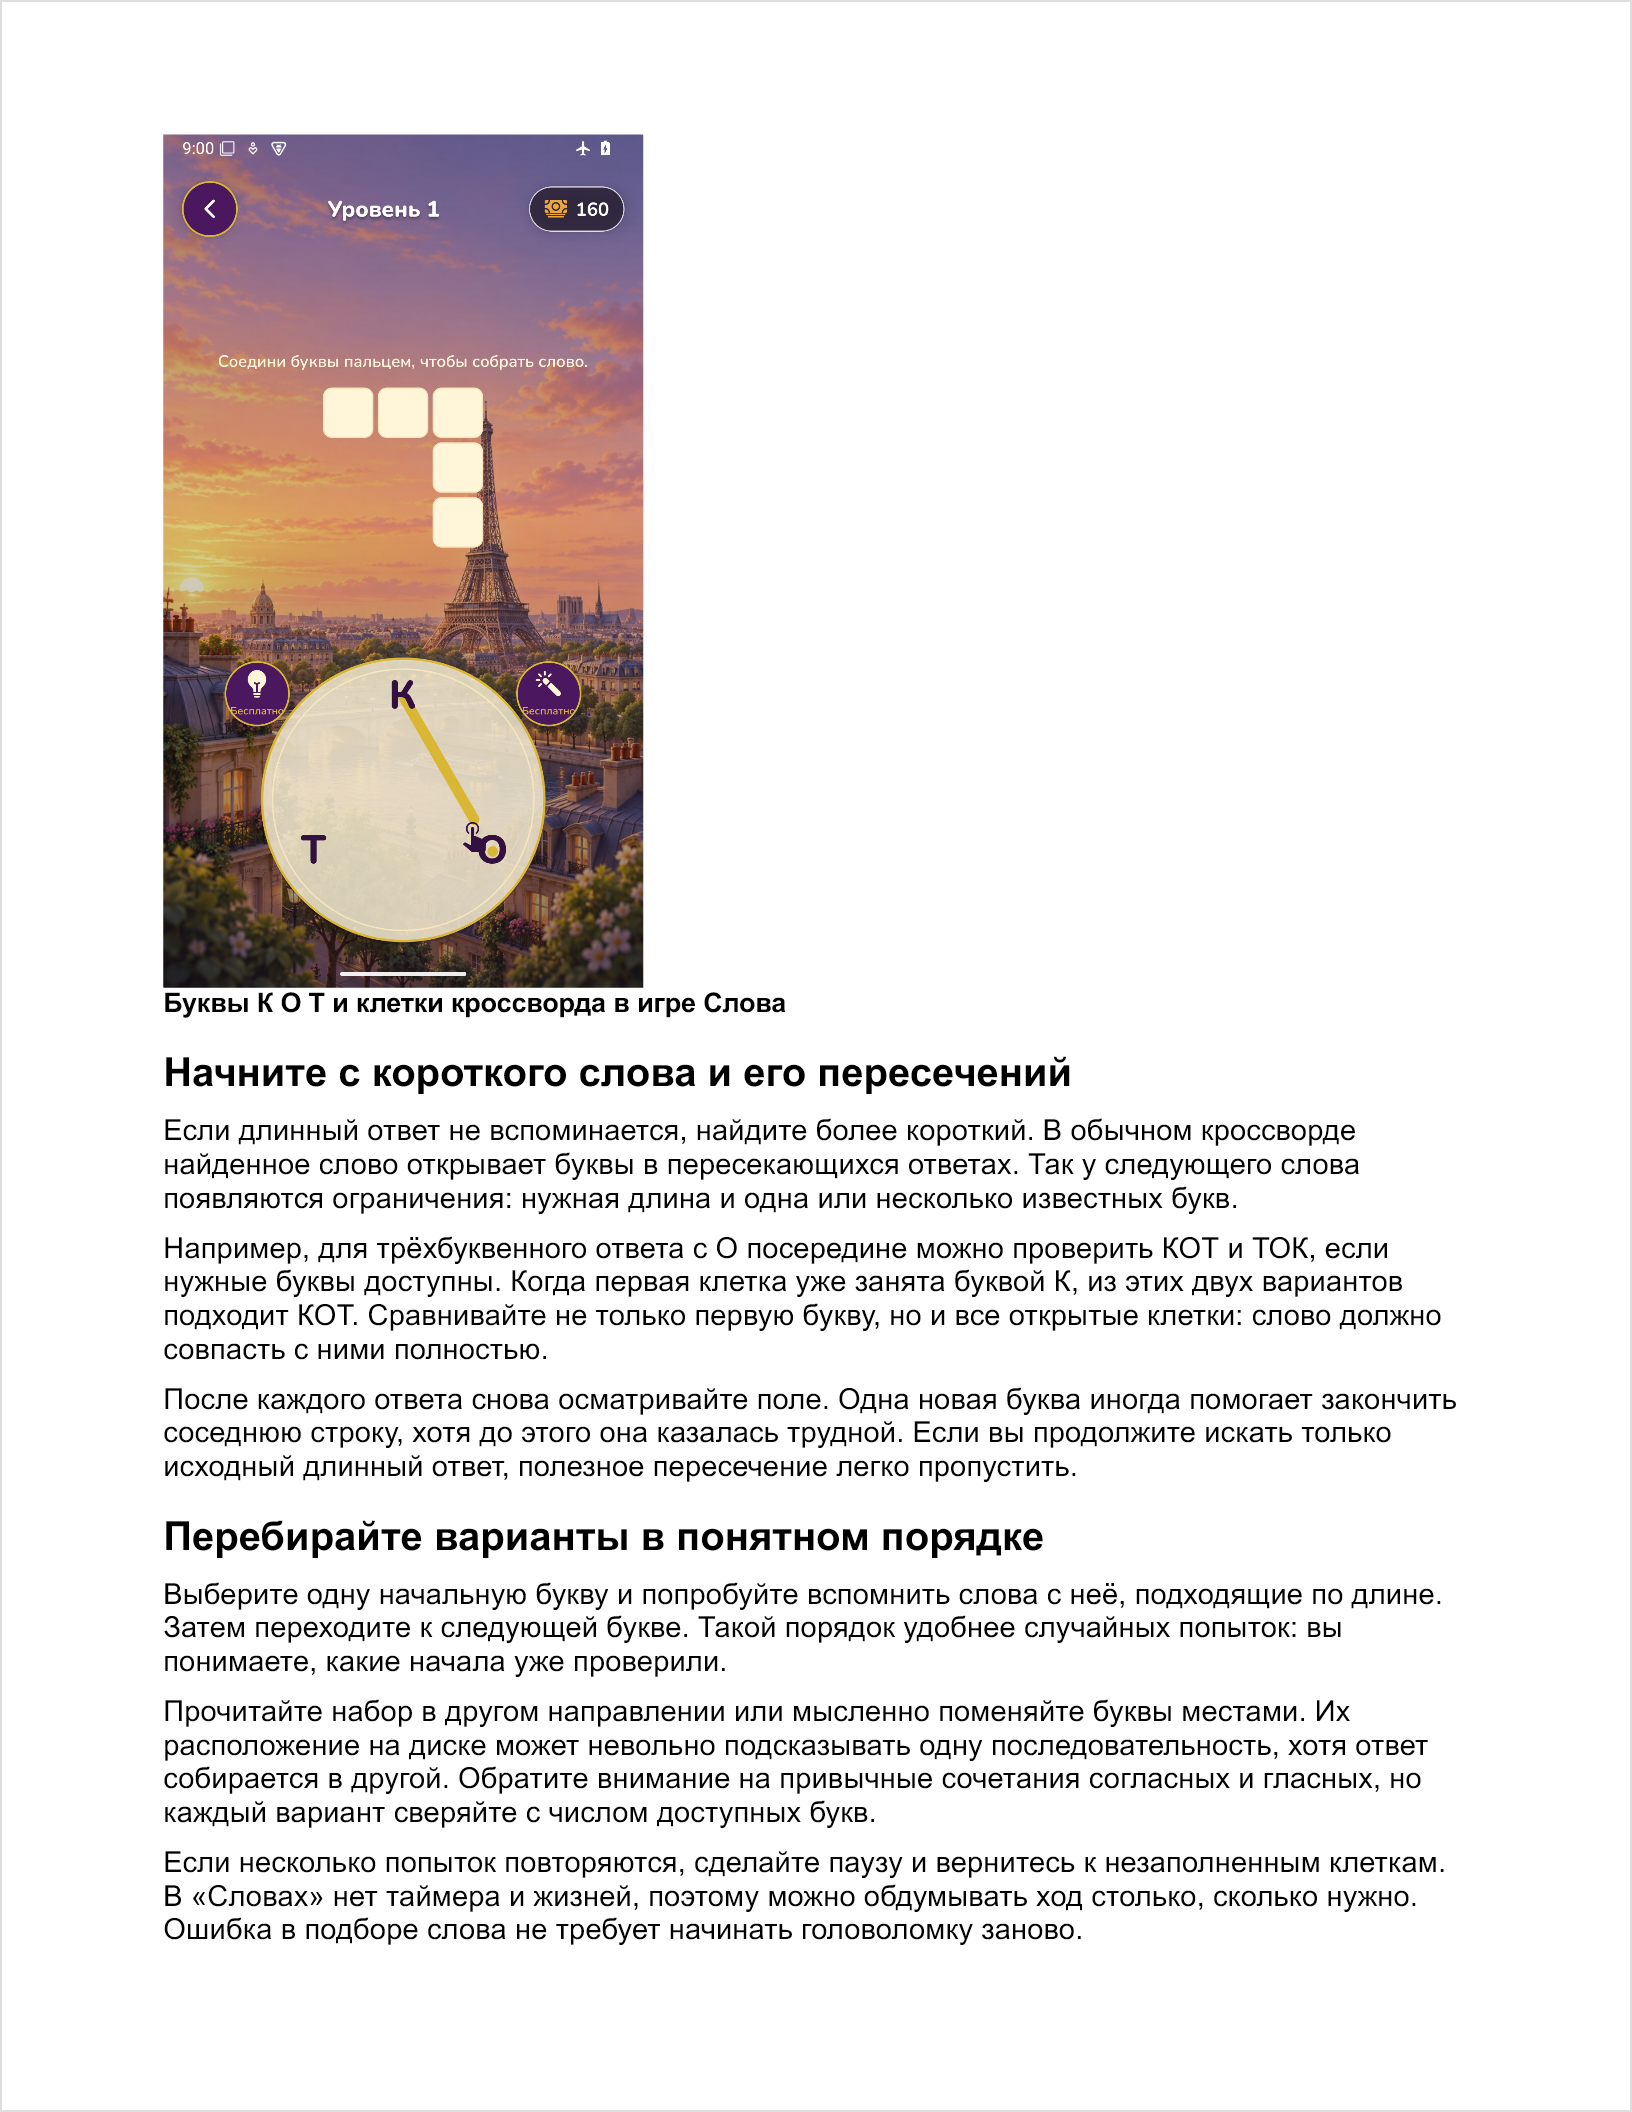 9:00
Уровень 1
160
Соедини буквы пальцем, чтобы собрать слово.
Бесплатно
Бесплатно
К
Т
О
Буквы К О Т и клетки кроссворда в игре Слова
Начните с короткого слова и его пересечений
Если длинный ответ не вспоминается, найдите более короткий. В обычном кроссворде
найденное слово открывает буквы в пересекающихся ответах. Так у следующего слова
появляются ограничения: нужная длина и одна или несколько известных букв.
Например, для трёхбуквенного ответа с О посередине можно проверить КОТ и ТОК, если
нужные буквы доступны. Когда первая клетка уже занята буквой К, из этих двух вариантов
подходит КОТ. Сравнивайте не только первую букву, но и все открытые клетки: слово должно
совпасть с ними полностью.
После каждого ответа снова осматривайте поле. Одна новая буква иногда помогает закончить
соседнюю строку, хотя до этого она казалась трудной. Если вы продолжите искать только
исходный длинный ответ, полезное пересечение легко пропустить.
Перебирайте варианты в понятном порядке
Выберите одну начальную букву и попробуйте вспомнить слова с неё, подходящие по длине.
Затем переходите к следующей букве. Такой порядок удобнее случайных попыток: вы
понимаете, какие начала уже проверили.
Прочитайте набор в другом направлении или мысленно поменяйте буквы местами. Их
расположение на диске может невольно подсказывать одну последовательность, хотя ответ
собирается в другой. Обратите внимание на привычные сочетания согласных и гласных, но
каждый вариант сверяйте с числом доступных букв.
Если несколько попыток повторяются, сделайте паузу и вернитесь к незаполненным клеткам.
В «Словах» нет таймера и жизней, поэтому можно обдумывать ход столько, сколько нужно.
Ошибка в подборе слова не требует начинать головоломку заново.